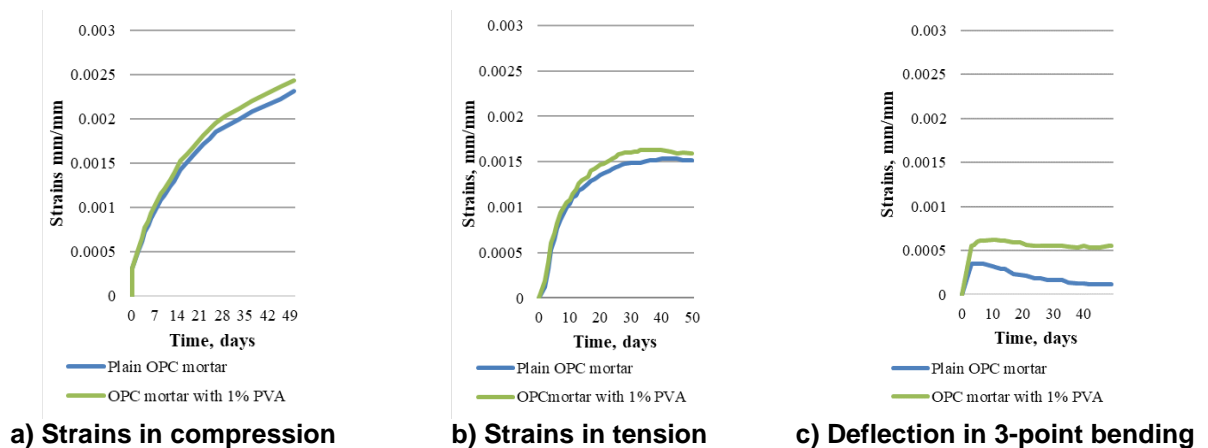 0.003
0.0025
0.002
0.0015
0.001
0.0005
0
Strains mm/mm
0 7 14 21 28 35 42 49
Time, days
Plain OPC mortar
OPC mortar with 1% PVA
a) Strains in compression
0.003
0.0025
0.002
0.0015
0.001
0.0005
0
Strains, mm/mm
0 10 20 30 40 50
Time, days
Plain OPC mortar
OPCmortar with 1% PVA
b) Strains in tension
0.003
0.0025
0.002
0.0015
0.001
0.0005
0
Strains, mm/mm
0 10 20 30 40
Time, days
Plain OPC mortar
OPC mortar with 1% PVA
c) Deflection in 3-point bending